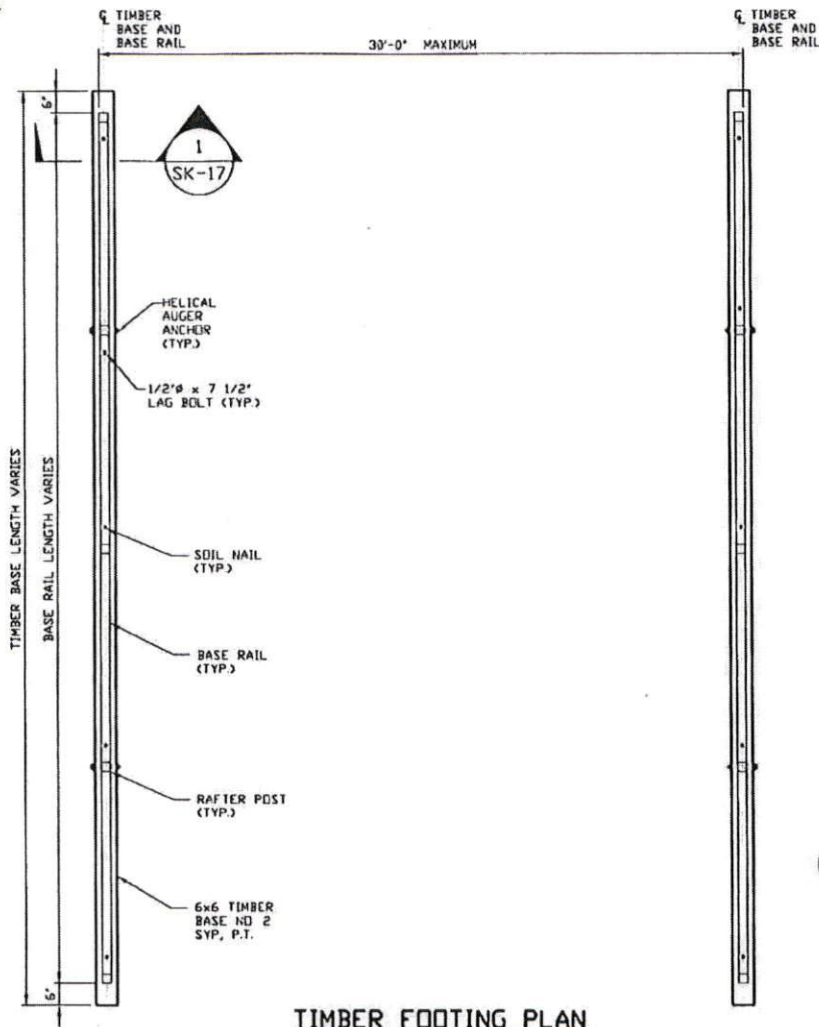 ℄ TIMBER
BASE AND
BASE RAIL
30'-0" MAXIMUM
℄ TIMBER
BASE AND
BASE RAIL
6"
1
SK-17
HELICAL
AUGER
ANCHOR
(TYP.)
1/2"ø x 7 1/2"
LAG BOLT (TYP.)
TIMBER BASE LENGTH VARIES
BASE RAIL LENGTH VARIES
SOIL NAIL
(TYP.)
BASE RAIL
(TYP.)
RAFTER POST
(TYP.)
6x6 TIMBER
BASE NO 2
SYP, P.T.
6"
TIMBER FOOTING PLAN